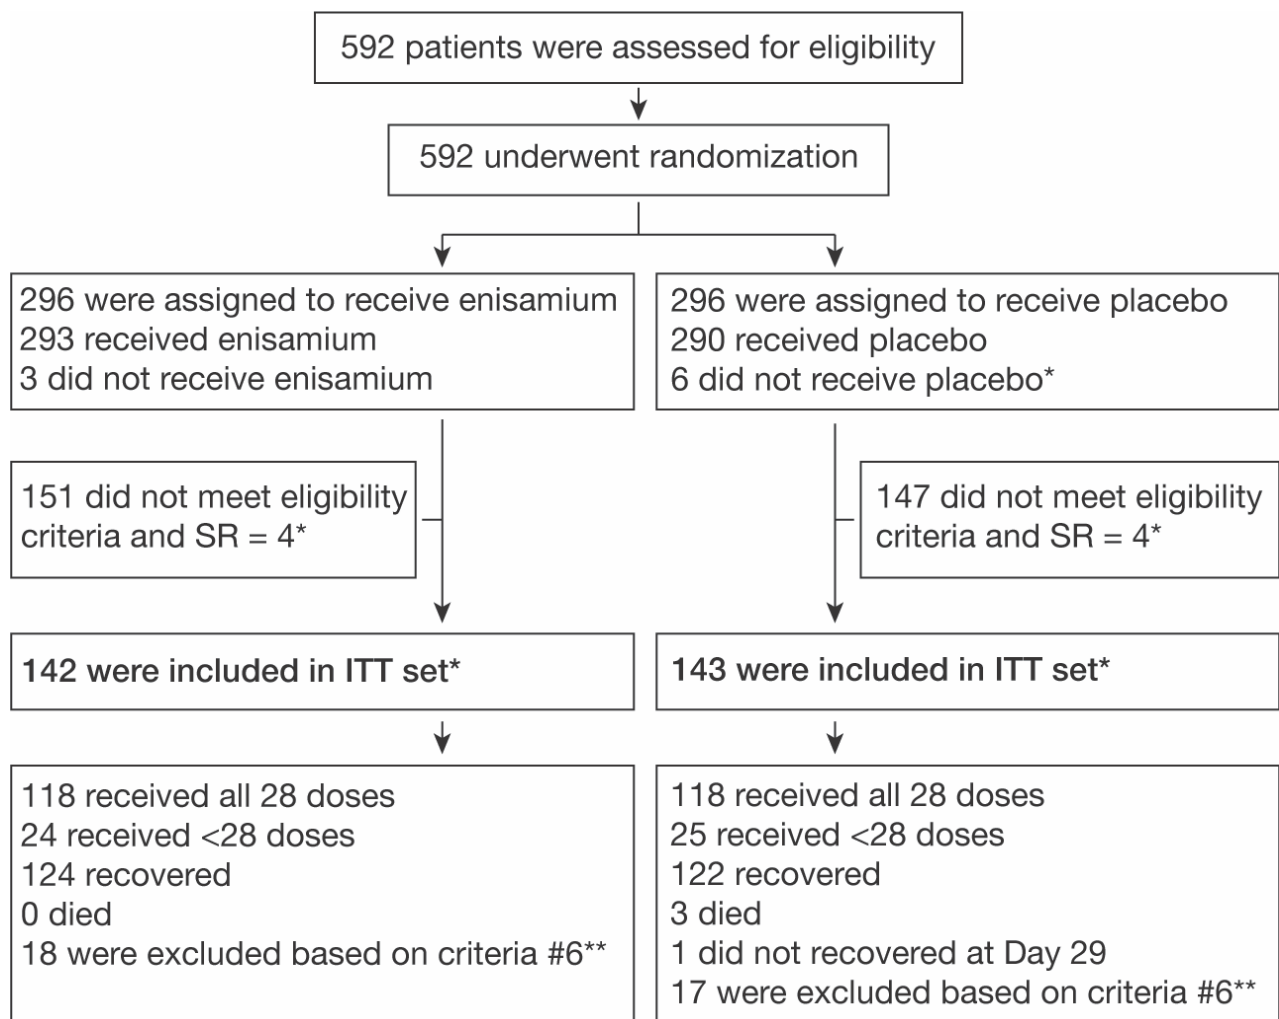 592 patients were assessed for eligibility
592 underwent randomization
296 were assigned to receive enisamium
293 received enisamium
3 did not receive enisamium
296 were assigned to receive placebo
290 received placebo
6 did not receive placebo*
151 did not meet eligibility
criteria and SR = 4*
147 did not meet eligibility
criteria and SR = 4*
142 were included in ITT set*
143 were included in ITT set*
118 received all 28 doses
24 received <28 doses
124 recovered
0 died
18 were excluded based on criteria #6**
118 received all 28 doses
25 received <28 doses
122 recovered
3 died
1 did not recovered at Day 29
17 were excluded based on criteria #6**